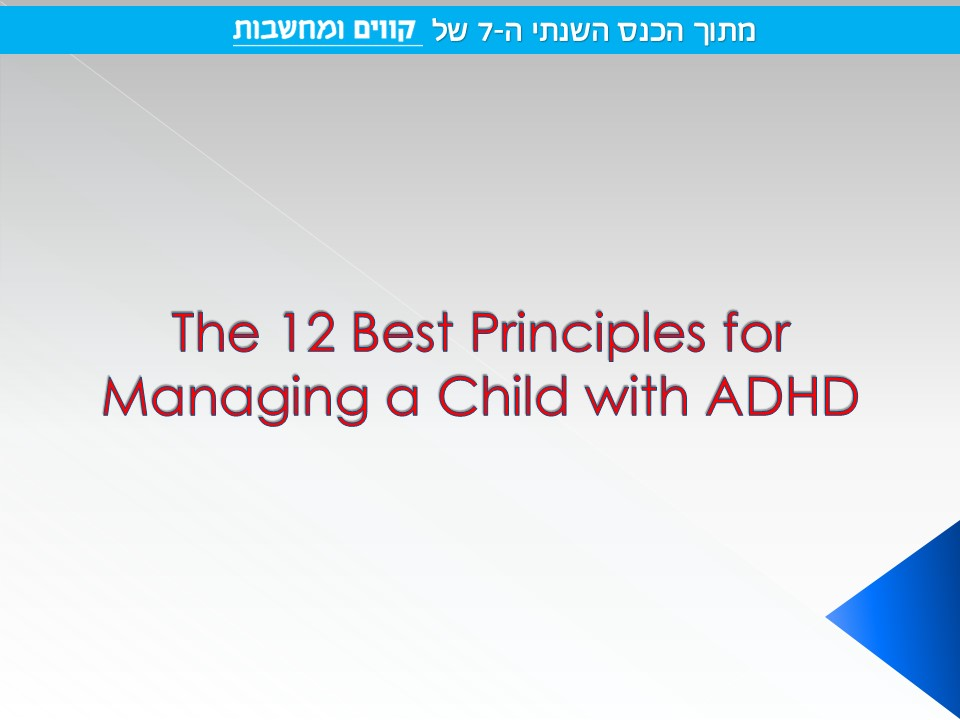 מתוך הכנס השנתי ה-7 של קווים ומחשבות
The 12 Best Principles for
Managing a Child with ADHD